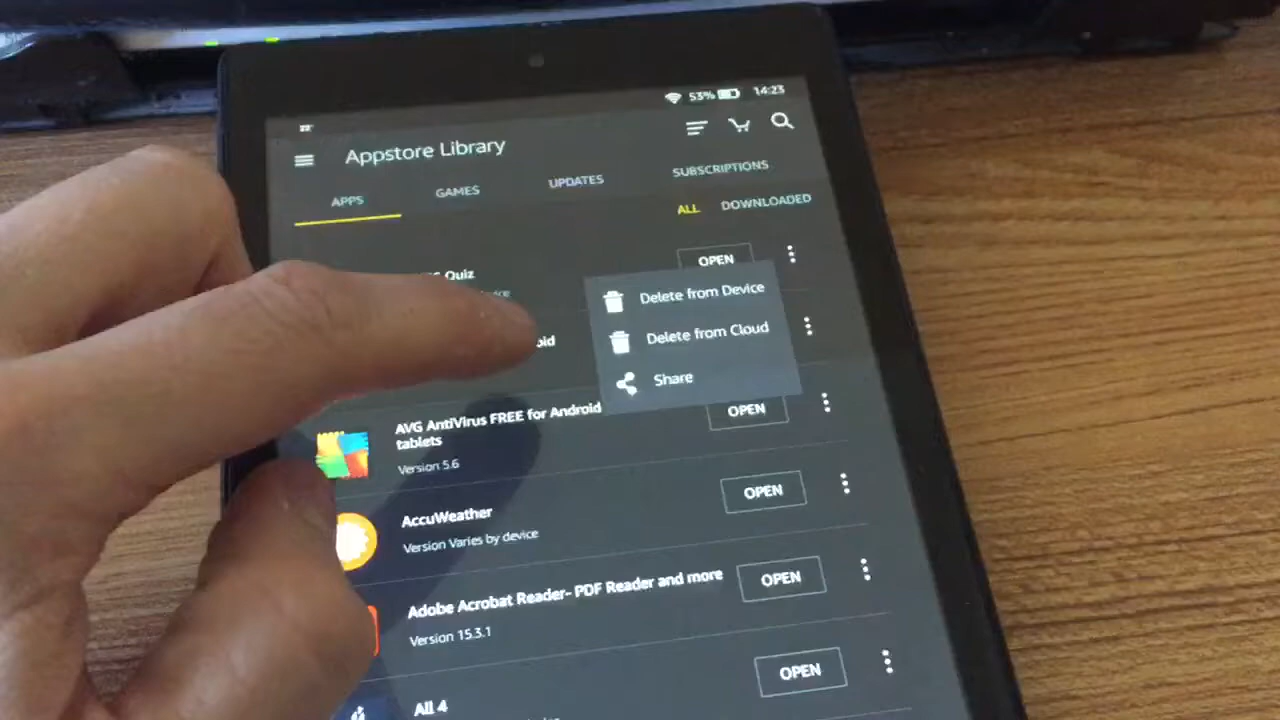 53% 14:23
Appstore Library
APPS GAMES UPDATES SUBSCRIPTIONS
ALL DOWNLOADED
Quiz
OPEN
Delete from Device
Delete from Cloud
Share
AVG AntiVirus FREE for Android
tablets
Version 5.6
OPEN
AccuWeather
Version Varies by device
OPEN
Adobe Acrobat Reader- PDF Reader and more
Version 15.3.1
OPEN
All 4
OPEN